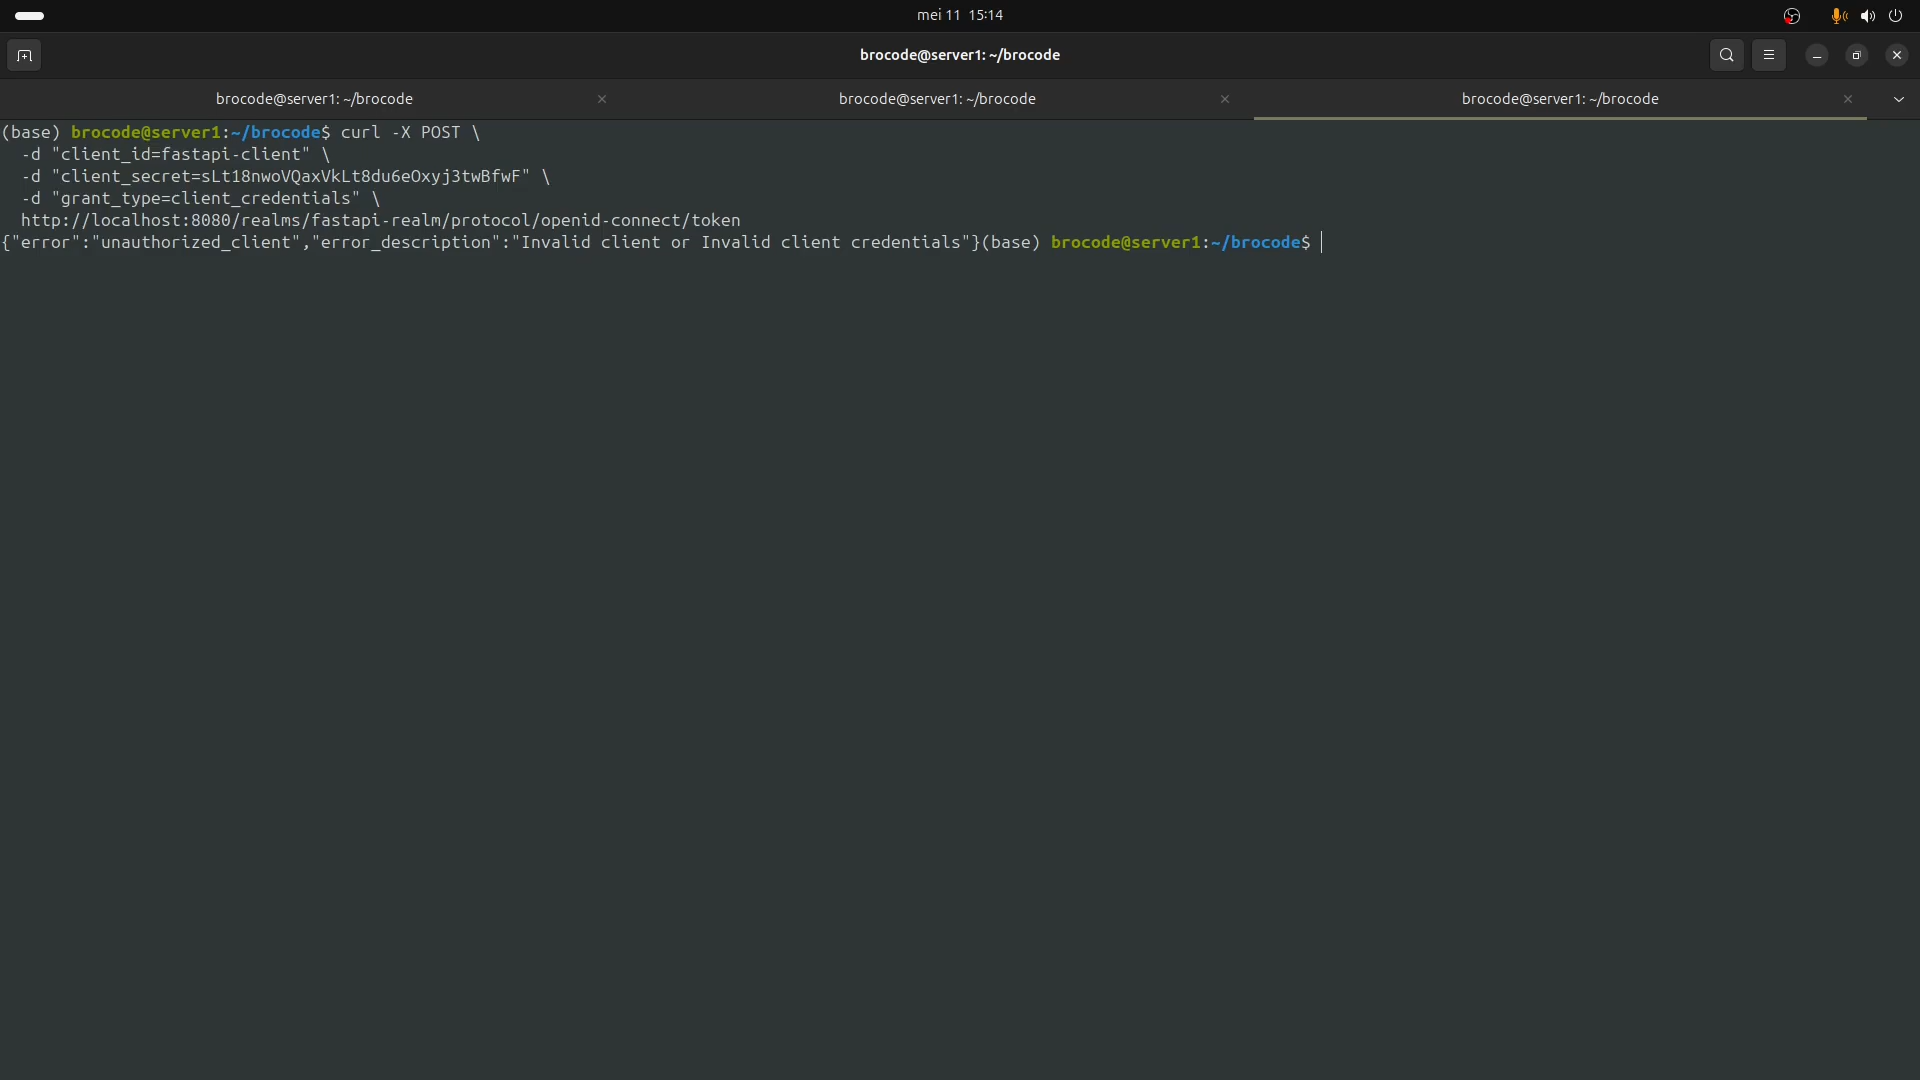 mei 11 15:14
brocode@server1: ~/brocode
brocode@server1: ~/brocode
brocode@server1: ~/brocode
brocode@server1: ~/brocode
(base) brocode@server1:~/brocode$ curl -X POST \
  -d "client_id=fastapi-client" \
  -d "client_secret=sLt18nwoVQaxVkLt8du6eOxyj3twBfwF" \
  -d "grant_type=client_credentials" \
  http://localhost:8080/realms/fastapi-realm/protocol/openid-connect/token
{"error":"unauthorized_client","error_description":"Invalid client or Invalid client credentials"}(base) brocode@server1:~/brocode$